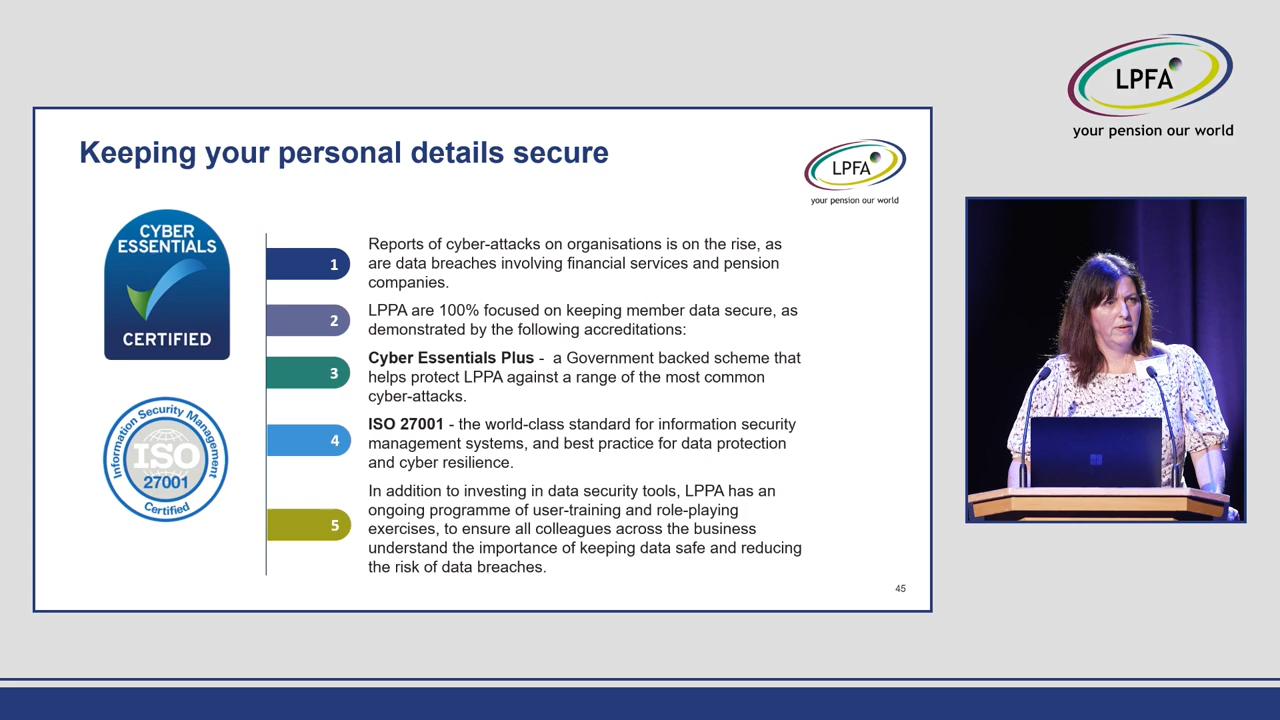 LPFA
your pension our world
Keeping your personal details secure
LPFA
your pension our world
CYBER
ESSENTIALS
CERTIFIED
Information Security Management
ISO
27001
Certified
1
Reports of cyber-attacks on organisations is on the rise, as
are data breaches involving financial services and pension
companies.
2
LPPA are 100% focused on keeping member data secure, as
demonstrated by the following accreditations:
3
Cyber Essentials Plus - a Government backed scheme that
helps protect LPPA against a range of the most common
cyber-attacks.
4
ISO 27001 - the world-class standard for information security
management systems, and best practice for data protection
and cyber resilience.
5
In addition to investing in data security tools, LPPA has an
ongoing programme of user-training and role-playing
exercises, to ensure all colleagues across the business
understand the importance of keeping data safe and reducing
the risk of data breaches.
45